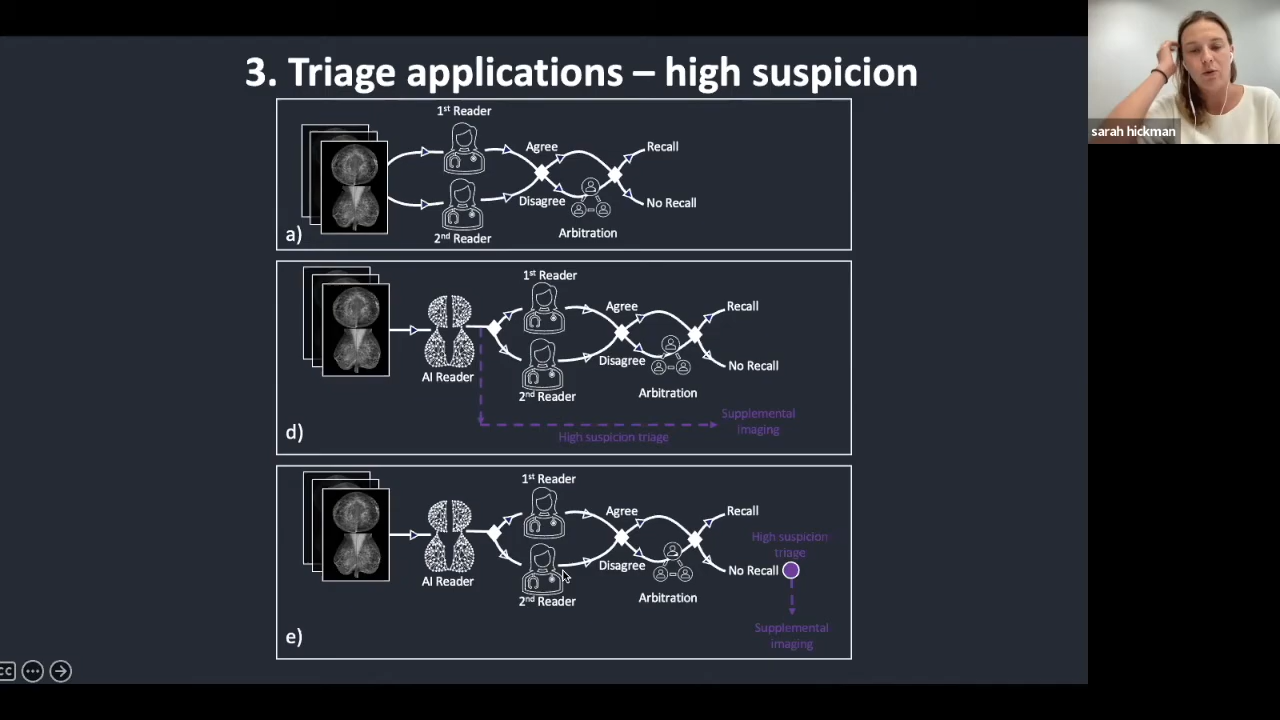 3. Triage applications – high suspicion
1st Reader
Agree
Recall
Disagree
No Recall
2nd Reader
Arbitration
a)
1st Reader
Agree
Recall
Disagree
No Recall
AI Reader
2nd Reader
Arbitration
Supplemental
imaging
High suspicion triage
d)
1st Reader
Agree
Recall
High suspicion
triage
Disagree
No Recall
AI Reader
2nd Reader
Arbitration
Supplemental
imaging
e)
sarah hickman
CC